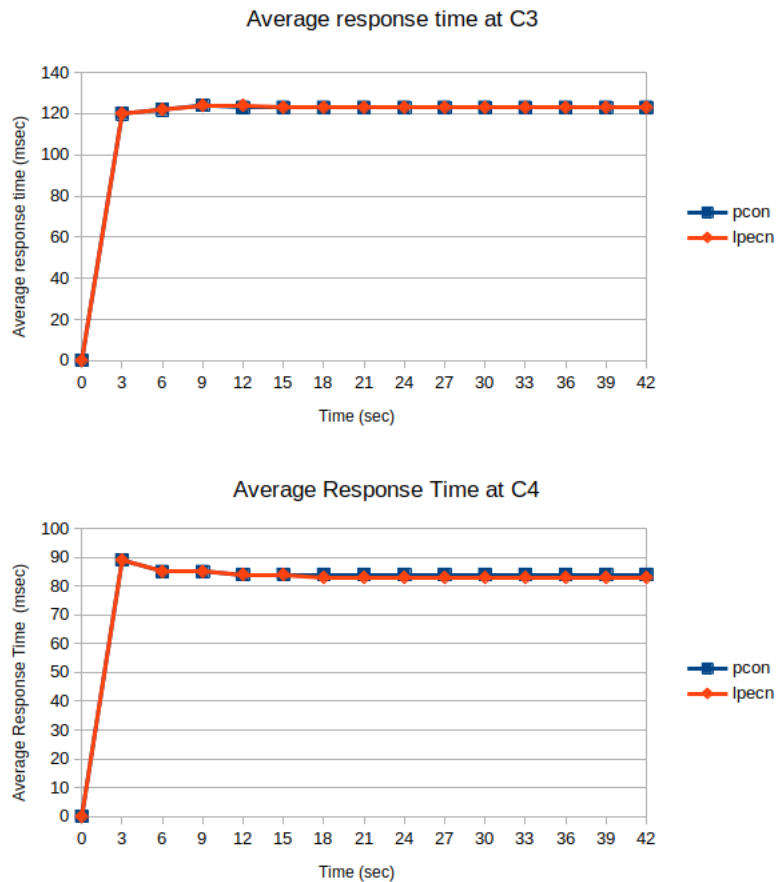 Average response time at C3
140
120
100
80
60
40
20
0
Average response time (msec)
0 3 6 9 12 15 18 21 24 27 30 33 36 39 42
Time (sec)
pcon
lpecn
Average Response Time at C4
100
90
80
70
60
50
40
30
20
10
0
Average Response Time (msec)
0 3 6 9 12 15 18 21 24 27 30 33 36 39 42
Time (sec)
pcon
lpecn